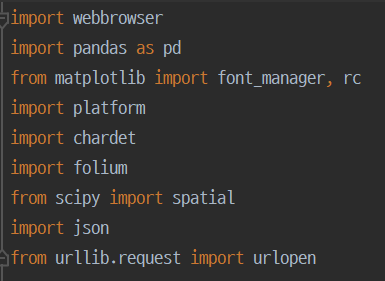 import webbrowser
import pandas as pd
from matplotlib import font_manager, rc
import platform
import chardet
import folium
from scipy import spatial
import json
from urllib.request import urlopen